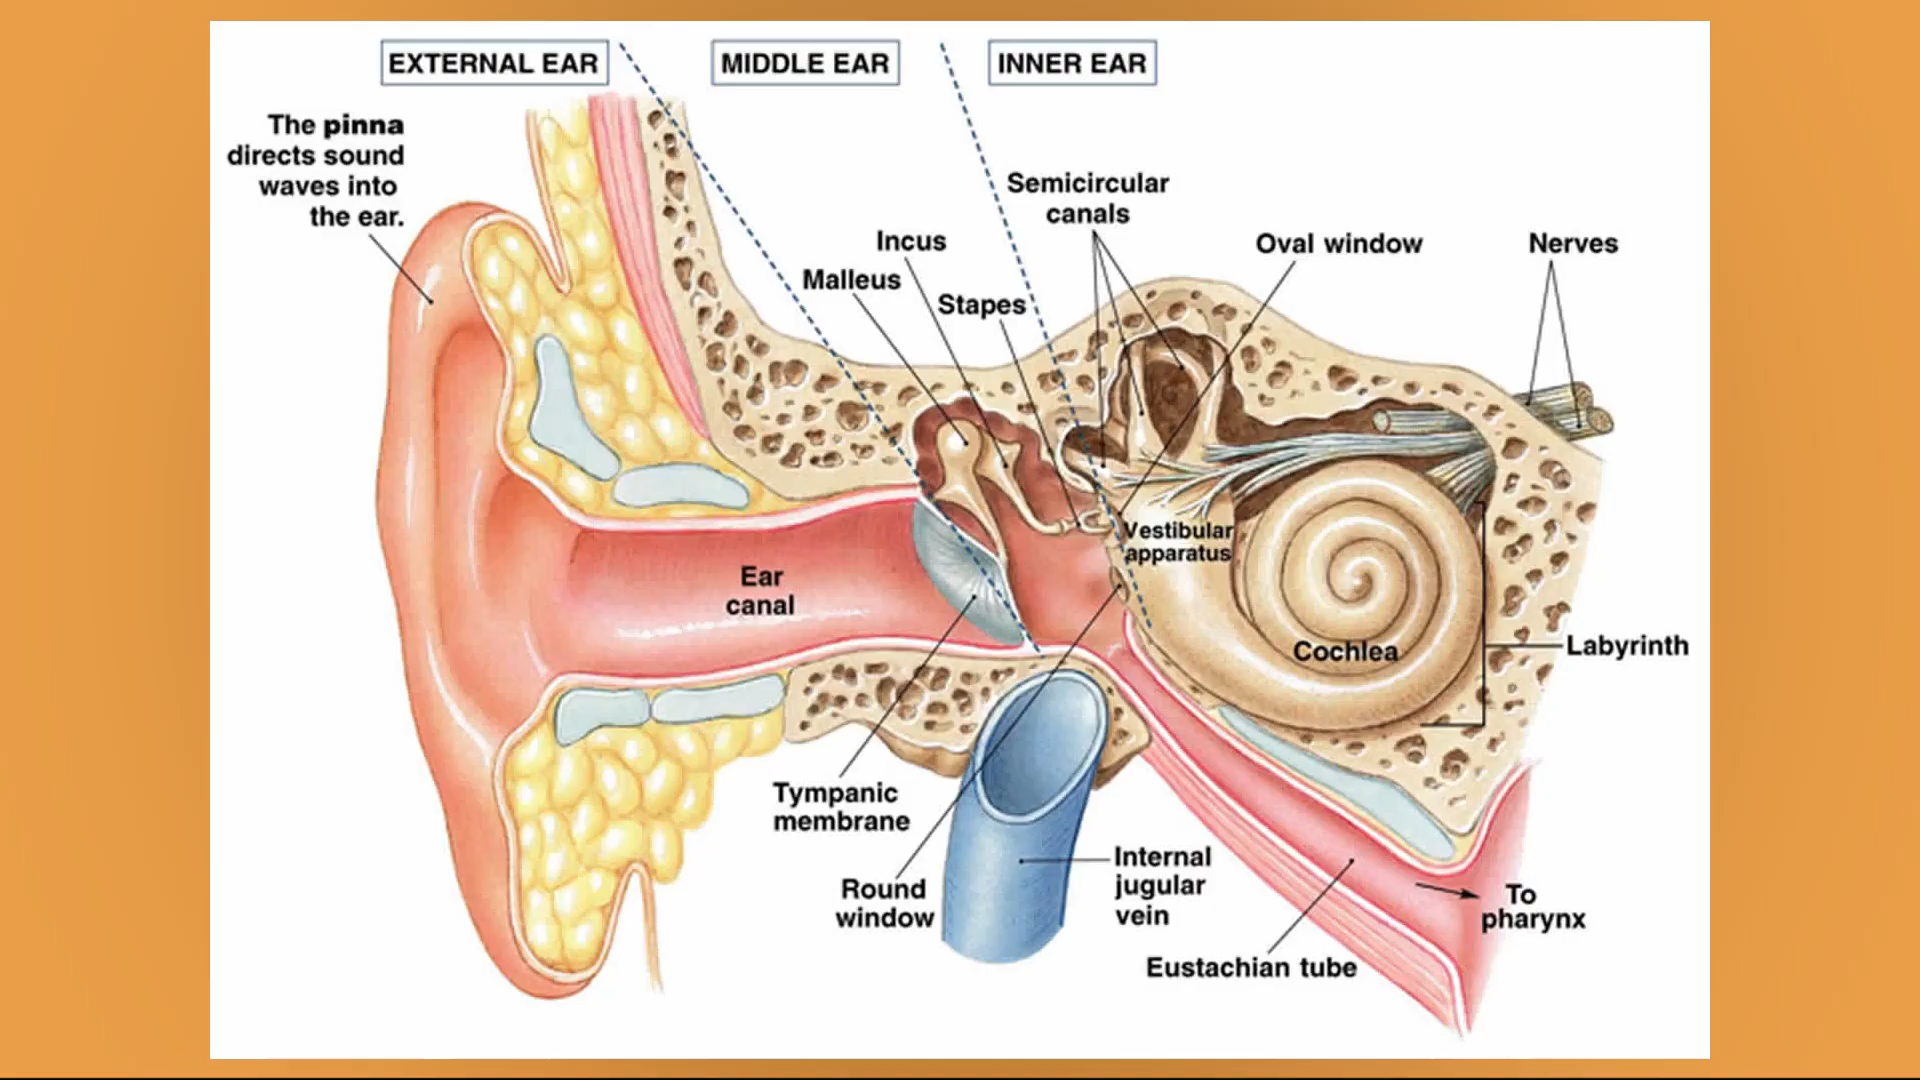 EXTERNAL EAR
MIDDLE EAR
INNER EAR
The pinna
directs sound
waves into
the ear.
Semicircular
canals
Incus
Malleus
Stapes
Oval window
Nerves
Vestibular
apparatus
Ear
canal
Cochlea
Labyrinth
Tympanic
membrane
Round
window
Internal
jugular
vein
To
pharynx
Eustachian tube